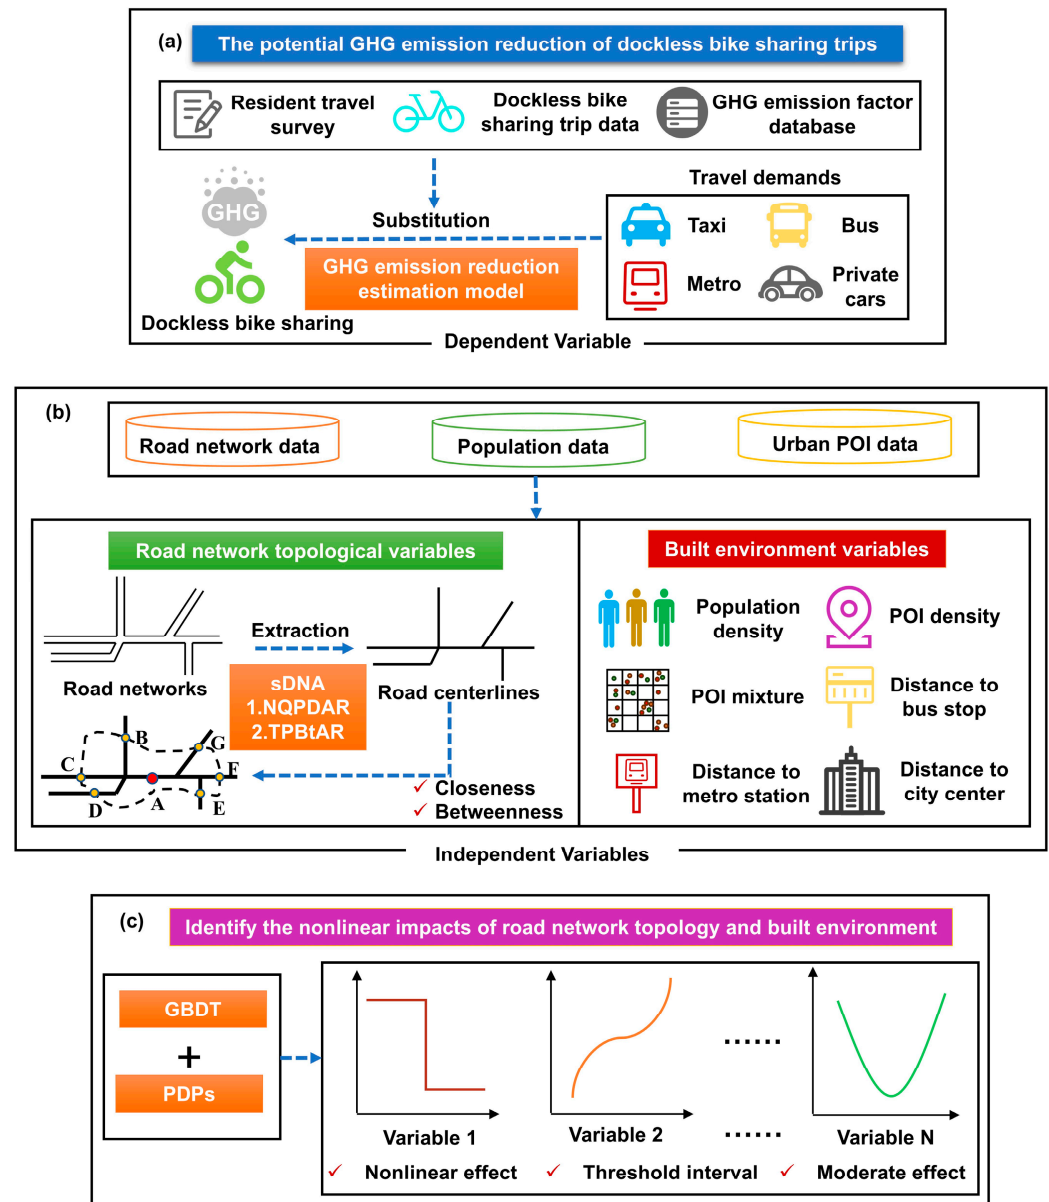 (a)
The potential GHG emission reduction of dockless bike sharing trips
Resident travel
survey
Dockless bike
sharing trip data
GHG emission factor
database
Travel demands
GHG
Substitution
Taxi
Bus
GHG emission reduction
estimation model
Metro
Private
cars
Dockless bike sharing
Dependent Variable
(b)
Road network data
Population data
Urban POI data
Road network topological variables
Built environment variables
Extraction
Road networks
Road centerlines
sDNA
1.NQPDAR
2.TPBtAR
B
G
C
F
D
A
E
Closeness
Betweenness
Population
density
POI density
POI mixture
Distance to
bus stop
Distance to
metro station
Distance to
city center
Independent Variables
(c)
Identify the nonlinear impacts of road network topology and built environment
GBDT
+
PDPs
......
Variable 1
Variable 2
......
Variable N
Nonlinear effect
Threshold interval
Moderate effect